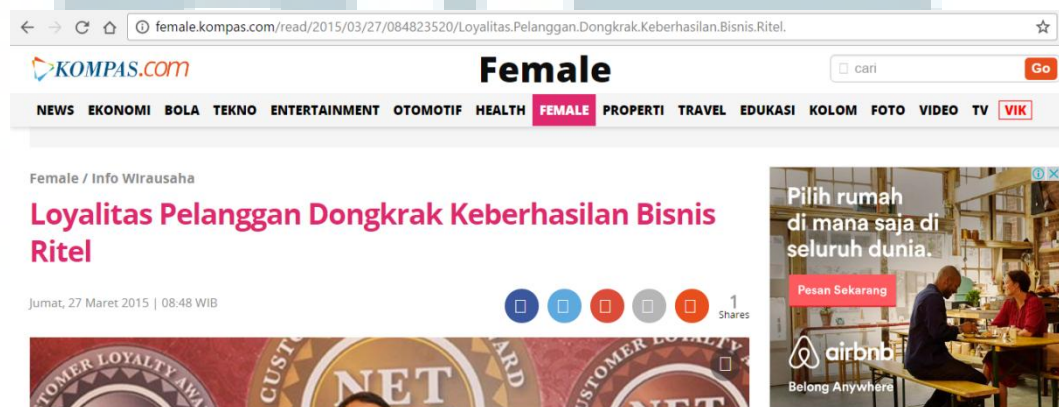 female.kompas.com/read/2015/03/27/084823520/Loyalitas.Pelanggan.Dongkrak.Keberhasilan.Bisnis.Ritel.
KOMPAS.com
Female
cari
Go
NEWS EKONOMI BOLA TEKNO ENTERTAINMENT OTOMOTIF HEALTH FEMALE PROPERTI TRAVEL EDUKASI KOLOM FOTO VIDEO TV VIK
Female / Info Wirausaha
Loyalitas Pelanggan Dongkrak Keberhasilan Bisnis
Ritel
Jumat, 27 Maret 2015 | 08:48 WIB
1
Shares
Pilih rumah
di mana saja di
seluruh dunia.
Pesan Sekarang
airbnb
Belong Anywhere
CUSTOMER LOYALTY
NET